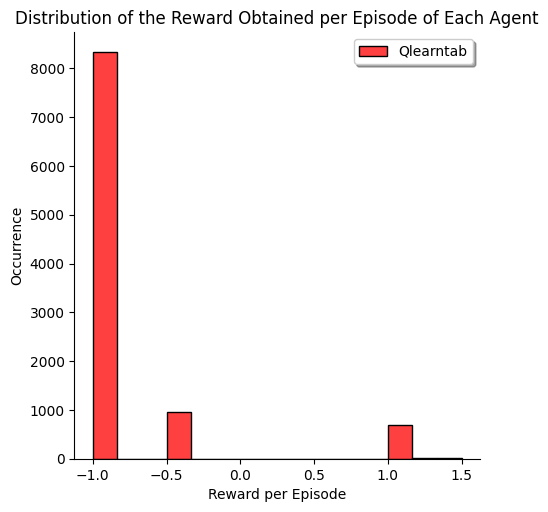 Distribution of the Reward Obtained per Episode of Each Agent
Qlearntab
8000
7000
6000
5000
4000
3000
2000
1000
0
Occurrence
−1.0 −0.5 0.0 0.5 1.0 1.5
Reward per Episode